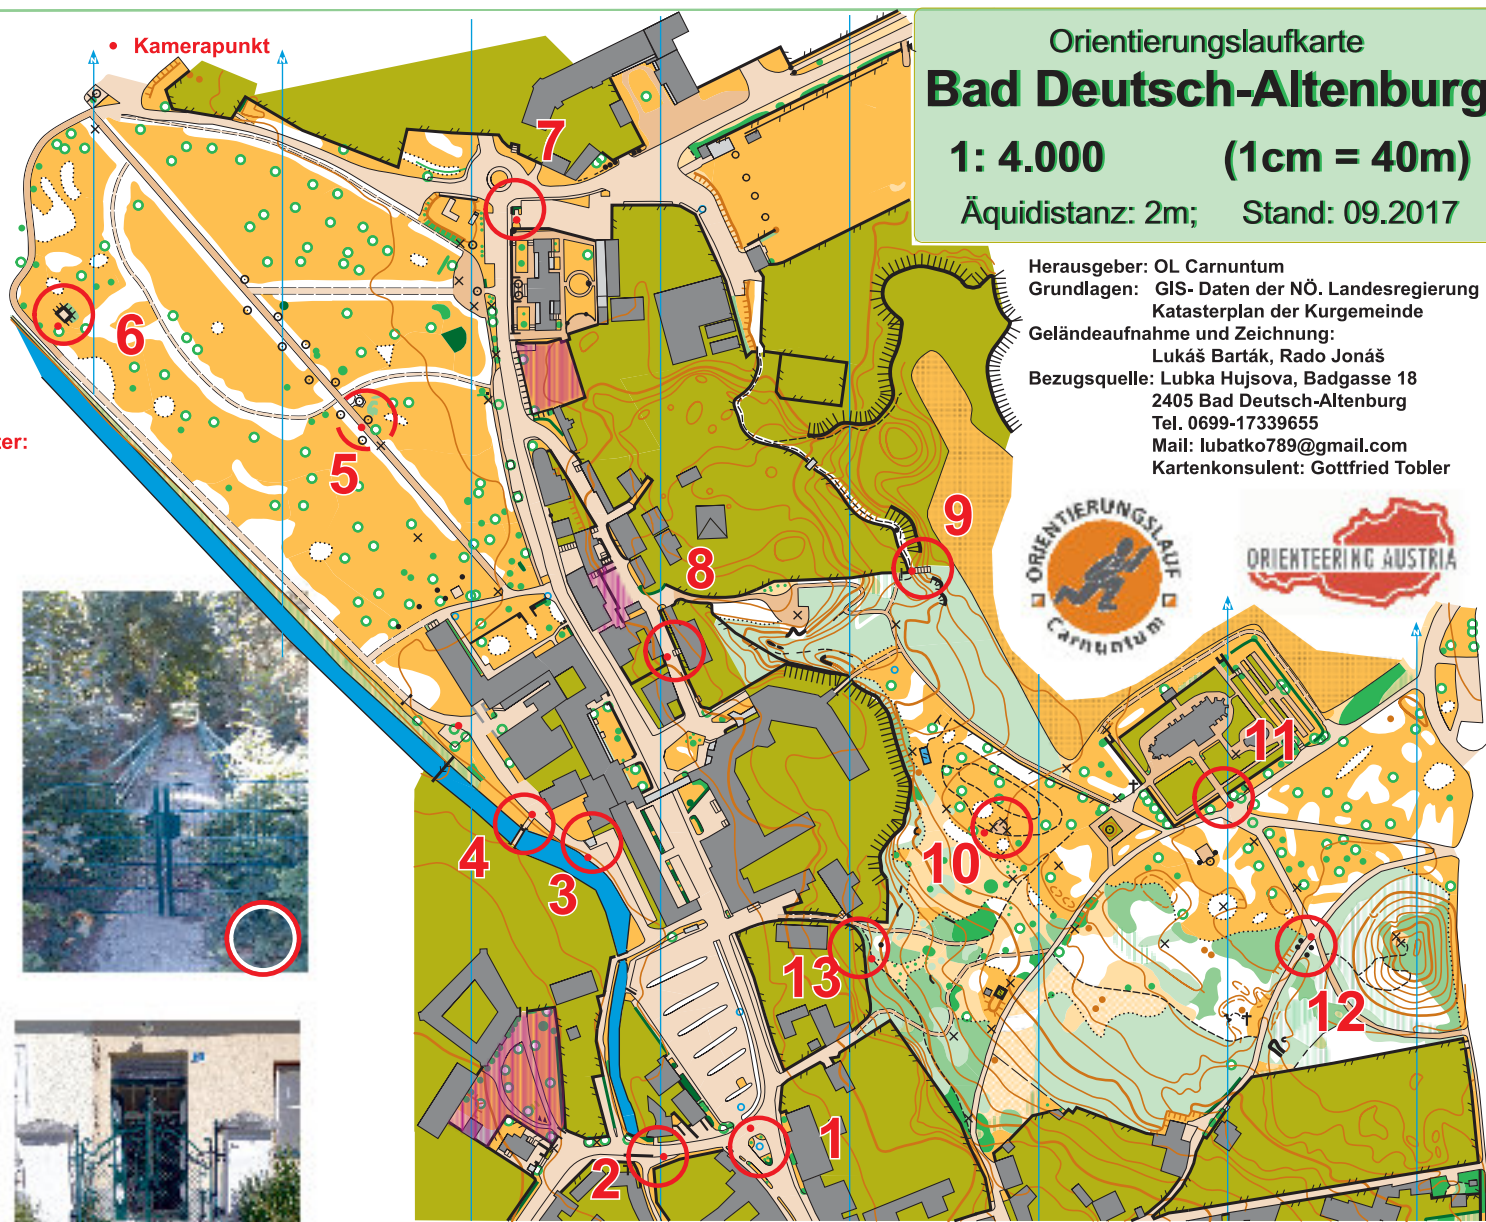 • Kamerapunkt
Orientierungslaufkarte
Bad Deutsch-Altenburg
1: 4.000 (1cm = 40m)
Äquidistanz: 2m; Stand: 09.2017
Herausgeber: OL Carnuntum
Grundlagen: GIS- Daten der NÖ. Landesregierung
Katasterplan der Kurgemeinde
Geländeaufnahme und Zeichnung:
Lukáš Barták, Rado Jonáš
Bezugsquelle: Lubka Hujsova, Badgasse 18
2405 Bad Deutsch-Altenburg
Tel. 0699-17339655
Mail: lubatko789@gmail.com
Kartenkonsulent: Gottfried Tobler
ORIENTIERUNGSLAUF
Carnuntum
ORIENTEERING AUSTRIA
ter:
7
6
5
9
8
11
4
3
10
13
12
1
2